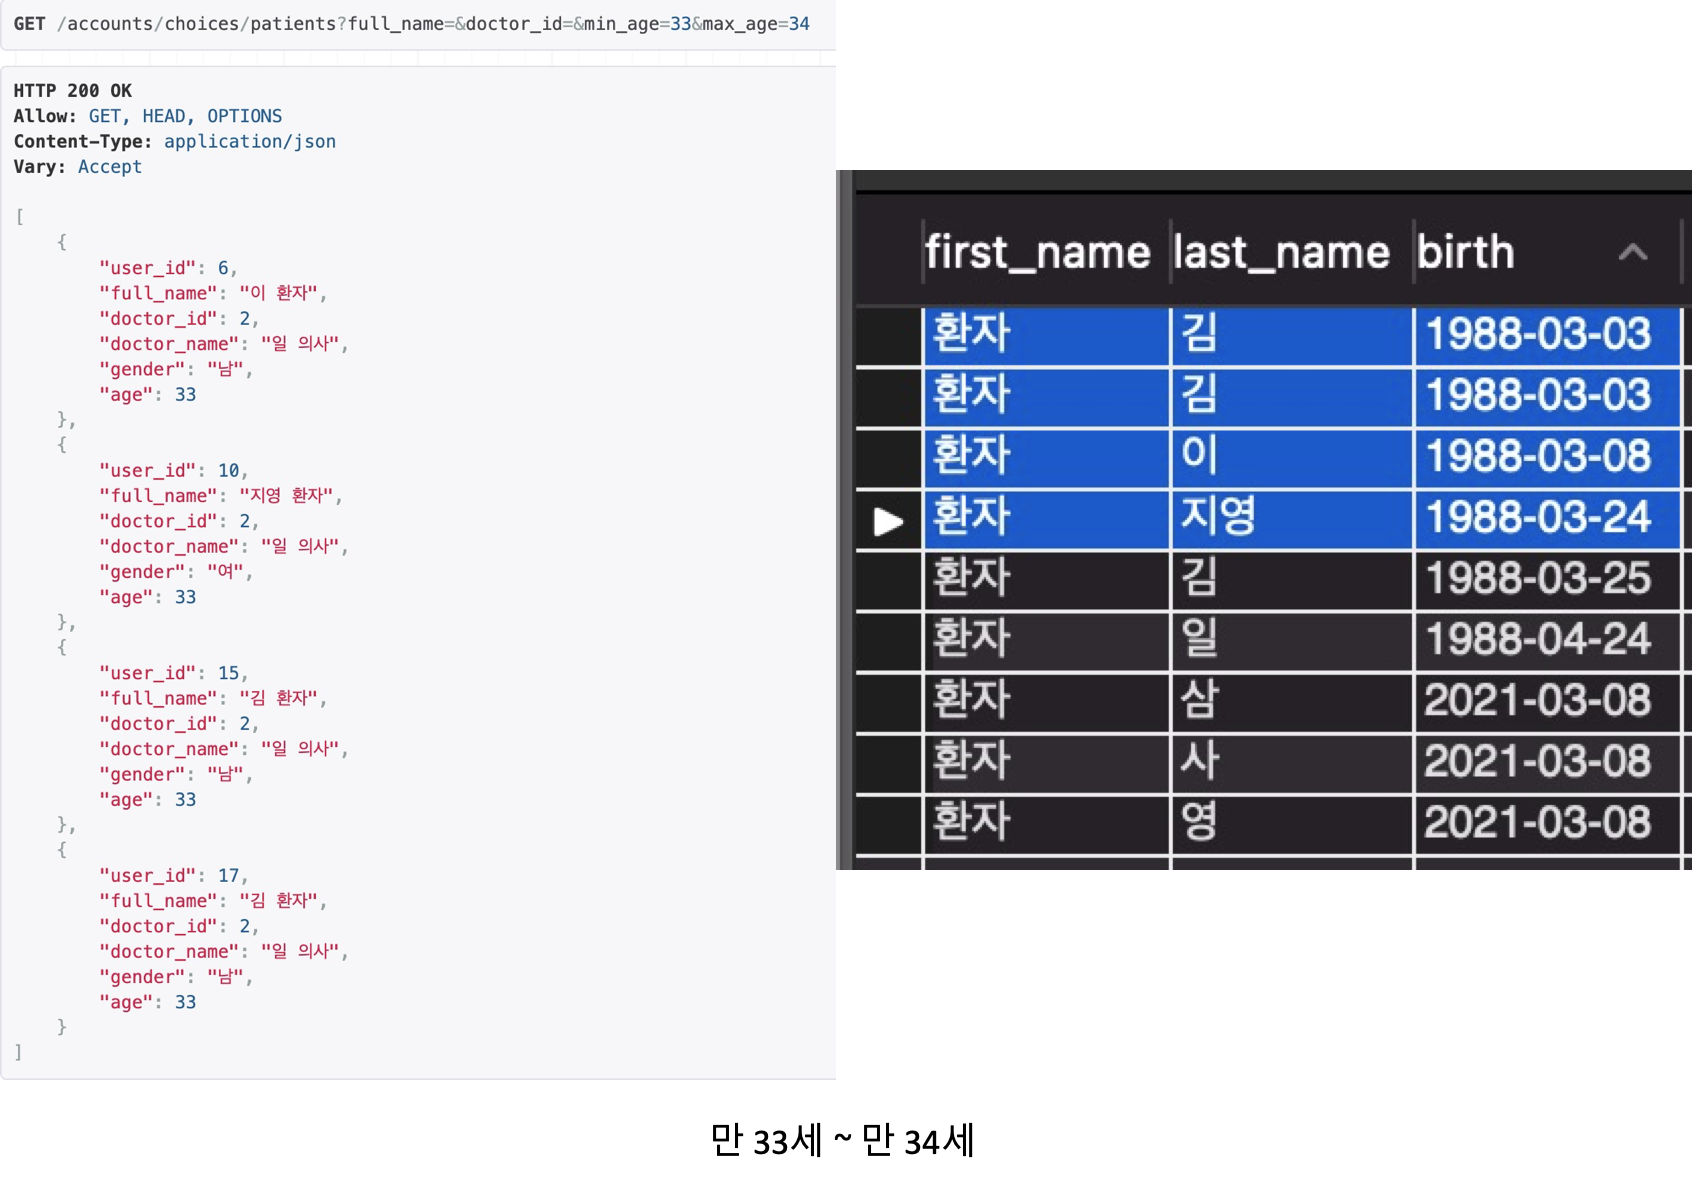 GET /accounts/choices/patients?full_name=&doctor_id=&min_age=33&max_age=34
HTTP 200 OK
Allow: GET, HEAD, OPTIONS
Content-Type: application/json
Vary: Accept
[
{
"user_id": 6,
"full_name": "이 환자",
"doctor_id": 2,
"doctor_name": "일 의사",
"gender": "남",
"age": 33
},
{
"user_id": 10,
"full_name": "지영 환자",
"doctor_id": 2,
"doctor_name": "일 의사",
"gender": "여",
"age": 33
},
{
"user_id": 15,
"full_name": "김 환자",
"doctor_id": 2,
"doctor_name": "일 의사",
"gender": "남",
"age": 33
},
{
"user_id": 17,
"full_name": "김 환자",
"doctor_id": 2,
"doctor_name": "일 의사",
"gender": "남",
"age": 33
}
]
first_name last_name birth
환자 김 1988-03-03
환자 김 1988-03-03
환자 이 1988-03-08
환자 지영 1988-03-24
환자 김 1988-03-25
환자 일 1988-04-24
환자 삼 2021-03-08
환자 사 2021-03-08
환자 영 2021-03-08
만 33세 ~ 만 34세